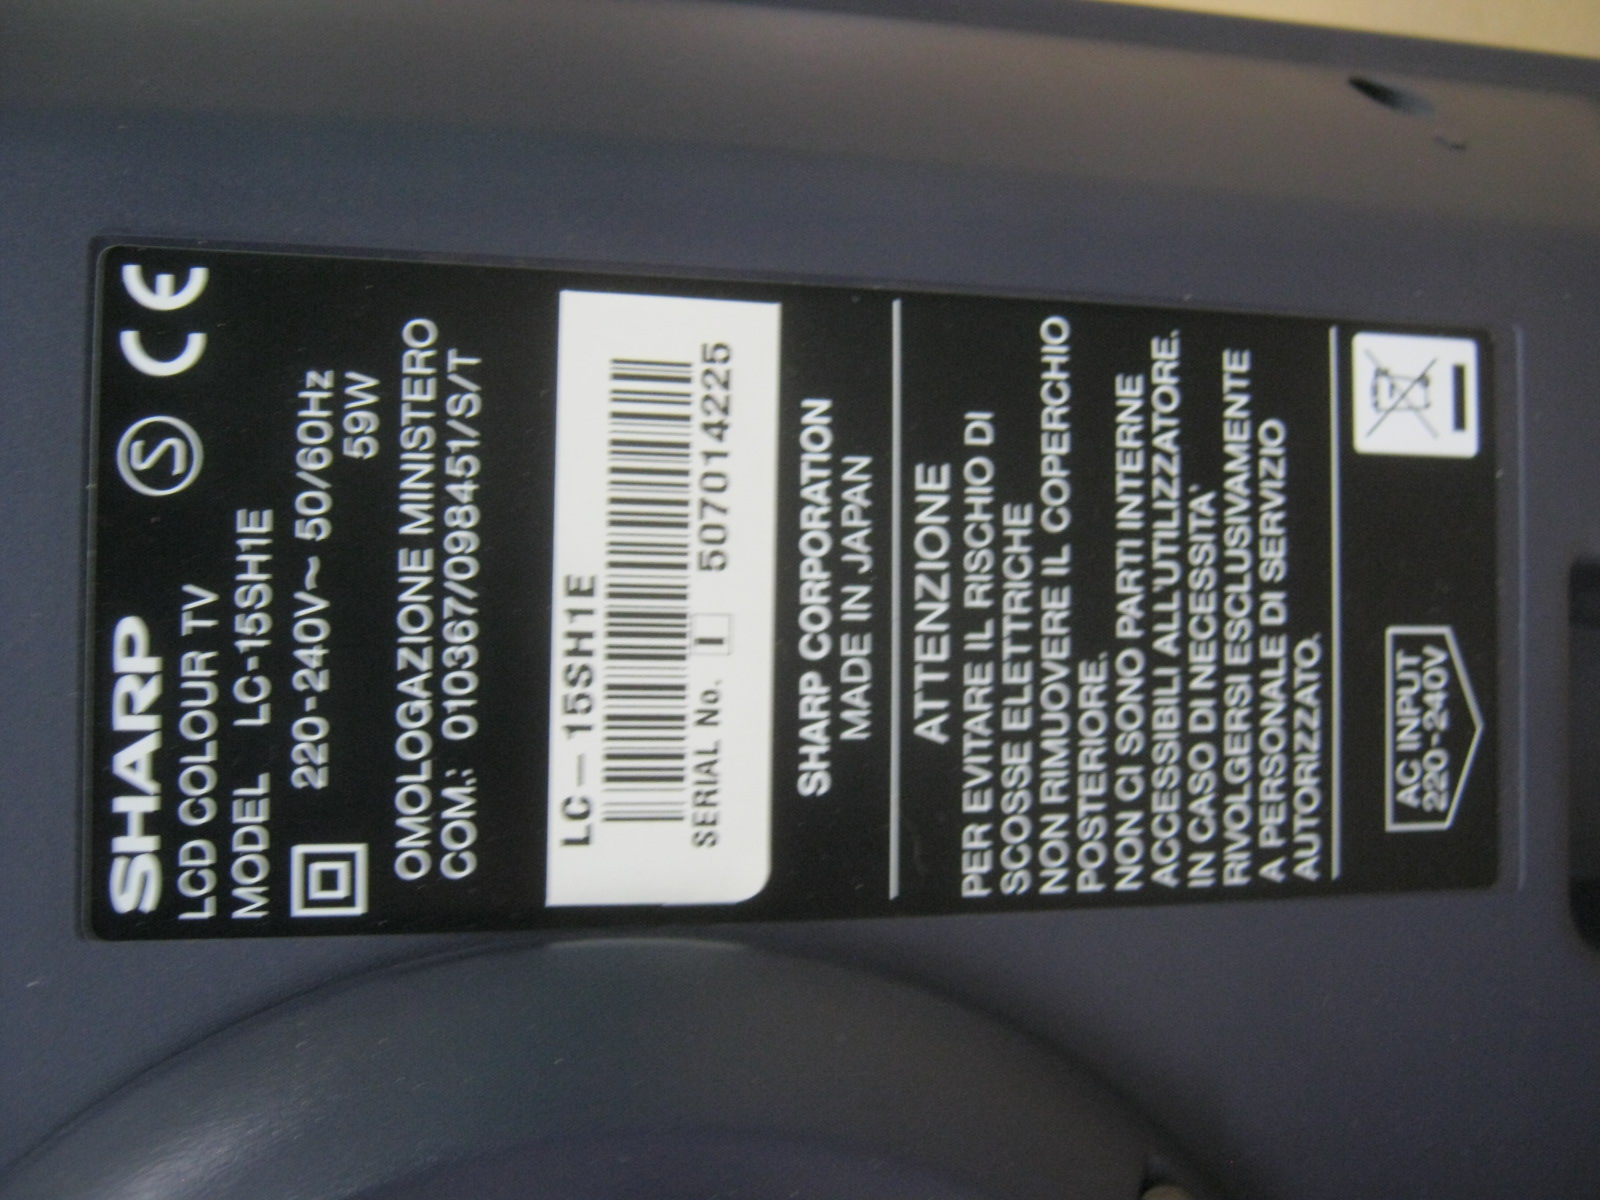 SHARP S CE
LCD COLOUR TV
MODEL LC-15SH1E
220-240V~50/60Hz
59W
OMOLOGAZIONE MINISTERO
COM.: 010367/098451/S/T
LC-15SH1E
SERIAL No. I 507014225
SHARP CORPORATION
MADE IN JAPAN
ATTENZIONE
PER EVITARE IL RISCHIO DI
SCOSSE ELETTRICHE
NON RIMUOVERE IL COPERCHIO
POSTERIORE.
NON CI SONO PARTI INTERNE
ACCESSIBILI ALL'UTILIZZATORE.
IN CASO DI NECESSITA'
RIVOLGERSI ESCLUSIVAMENTE
A PERSONALE DI SERVIZIO
AUTORIZZATO.
AC INPUT
220-240V